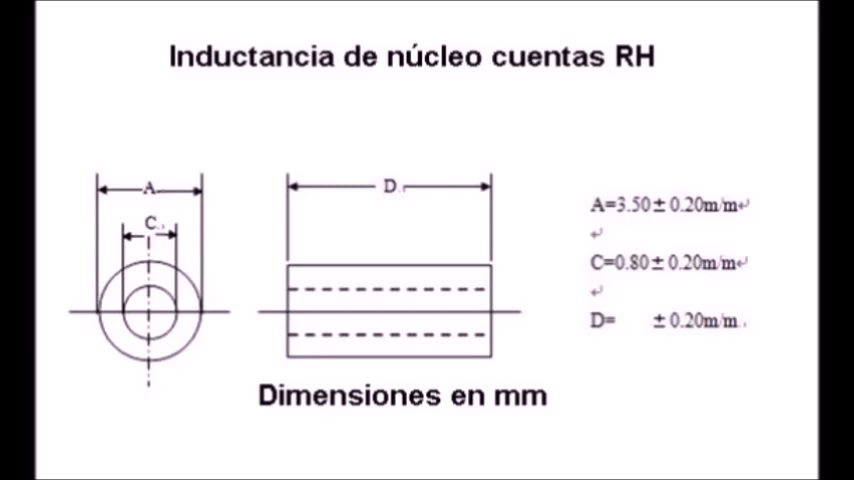 Inductancia de núcleo cuentas RH
A
D
C
A=3.50±0.20m/m
C=0.80±0.20m/m
D= ±0.20m/m
Dimensiones en mm